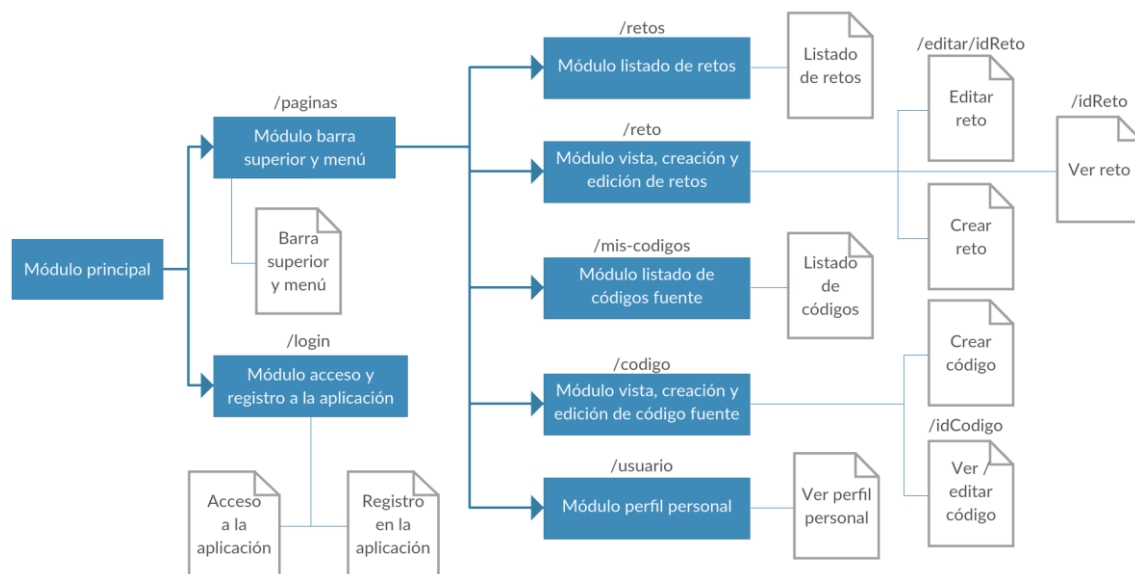 /retos
Módulo listado de retos
Listado
de retos
/editar/idReto
Editar
reto
/idReto
Ver reto
/paginas
Módulo barra
superior y menú
/reto
Módulo vista, creación y
edición de retos
Crear
reto
Barra
superior
y menú
Módulo principal
/mis-codigos
Módulo listado de
códigos fuente
Listado
de
códigos
/login
Módulo acceso y
registro a la aplicación
/codigo
Módulo vista, creación y
edición de código fuente
Crear
código
/idCodigo
Ver /
editar
código
/usuario
Módulo perfil personal
Ver perfil
personal
Acceso
a la
aplicación
Registro
en la
aplicación